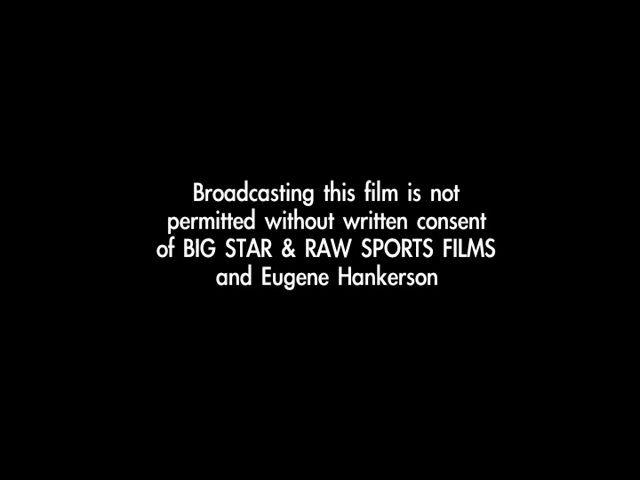 Broadcasting this film is not
permitted without written consent
of BIG STAR & RAW SPORTS FILMS
and Eugene Hankerson